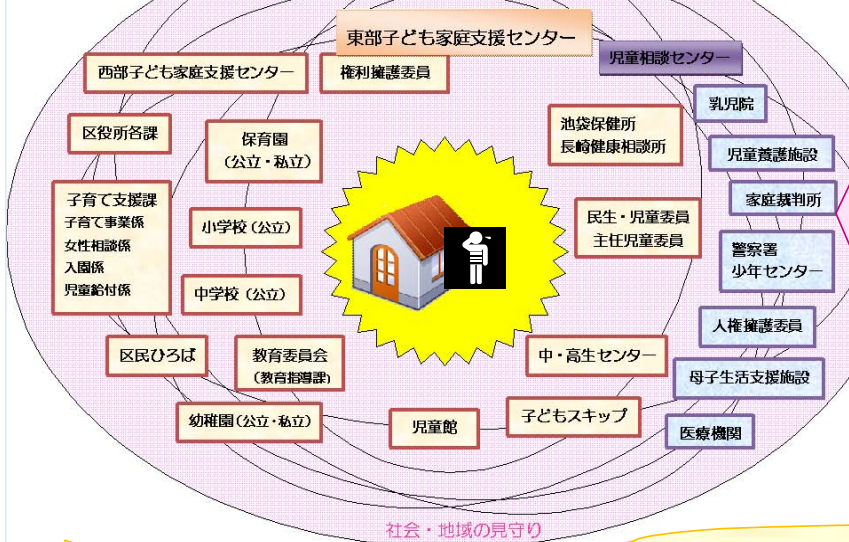 東部子ども家庭支援センター
児童相談センター
西部子ども家庭支援センター
権利擁護委員
乳児院
区役所各課
保育園
(公立・私立)
池袋保健所
長崎健康相談所
児童養護施設
子育て支援課
子育て事業係
女性相談係
入園係
児童給付係
小学校(公立)
民生・児童委員
主任児童委員
家庭裁判所
警察署
少年センター
中学校(公立)
人権擁護委員
区民ひろば
教育委員会
(教育指導課)
中・高生センター
母子生活支援施設
幼稚園(公立・私立)
児童館
子どもスキップ
医療機関
社会・地域の見守り